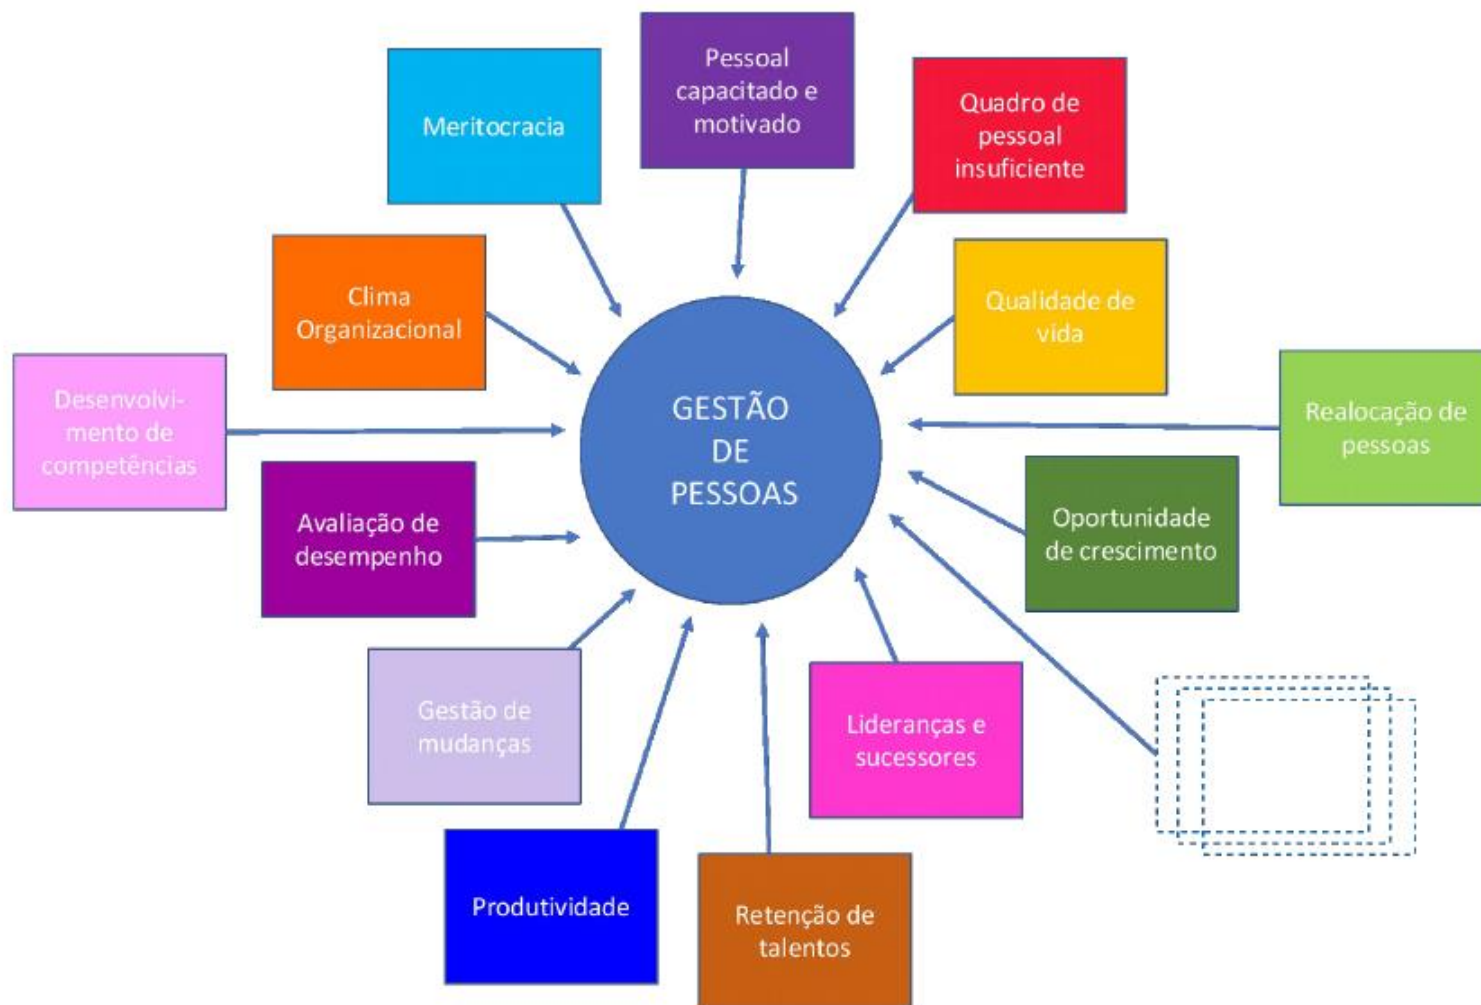 Pessoal
capacitado e
motivado
Meritocracia
Quadro de
pessoal
insuficiente
Clima
Organizacional
Qualidade de
vida
Desenvolvi-
mento de
competências
GESTÃO
DE
PESSOAS
Realocação de
pessoas
Avaliação de
desempenho
Oportunidade
de crescimento
Gestão de
mudanças
Lideranças e
sucessores
Produtividade
Retenção de
talentos